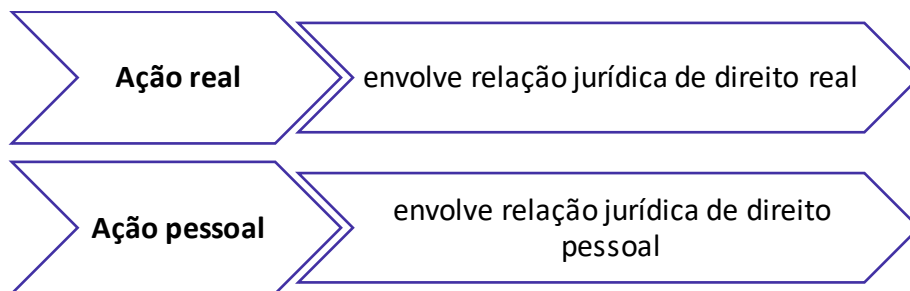 Ação real
envolve relação jurídica de direito real
Ação pessoal
envolve relação jurídica de direito
pessoal